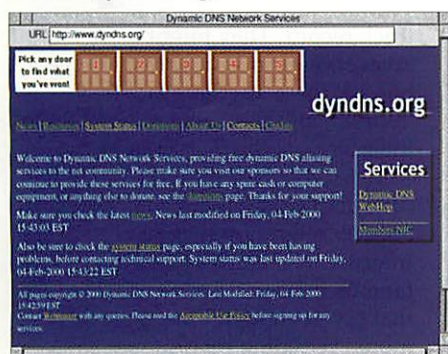 Dynamic DNS Network Services
URL http://www.dyndns.org/
Pick any door
to find what
you've won!
1 2 3 4 5
dyndns.org
News | Resources | System Status | Donations | About Us | Contacts | Credits
Welcome to Dynamic DNS Network Services, providing free dynamic DNS aliasing
services to the net community. Please make sure you visit our sponsors so that we can
continue to provide these services for free. If you have any spare cash or computer
equipment, or anything else to donate, see the donations page. Thanks for your support!
Make sure you check the latest news. News last modified on Friday, 04-Feb-2000
15:43:03 EST
Also be sure to check the system status page, especially if you have been having
problems, before contacting technical support. System status was last updated on Friday,
04-Feb-2000 15:43:22 EST
Services
Dynamic DNS
WebHop
Members NIC
All pages copyright © 2000 Dynamic DNS Network Services. Last Modified: Friday, 04-Feb-2000
15:42:59 EST
Contact Webmaster with any queries. Please read the Acceptable Use Policy before signing up for any
services.